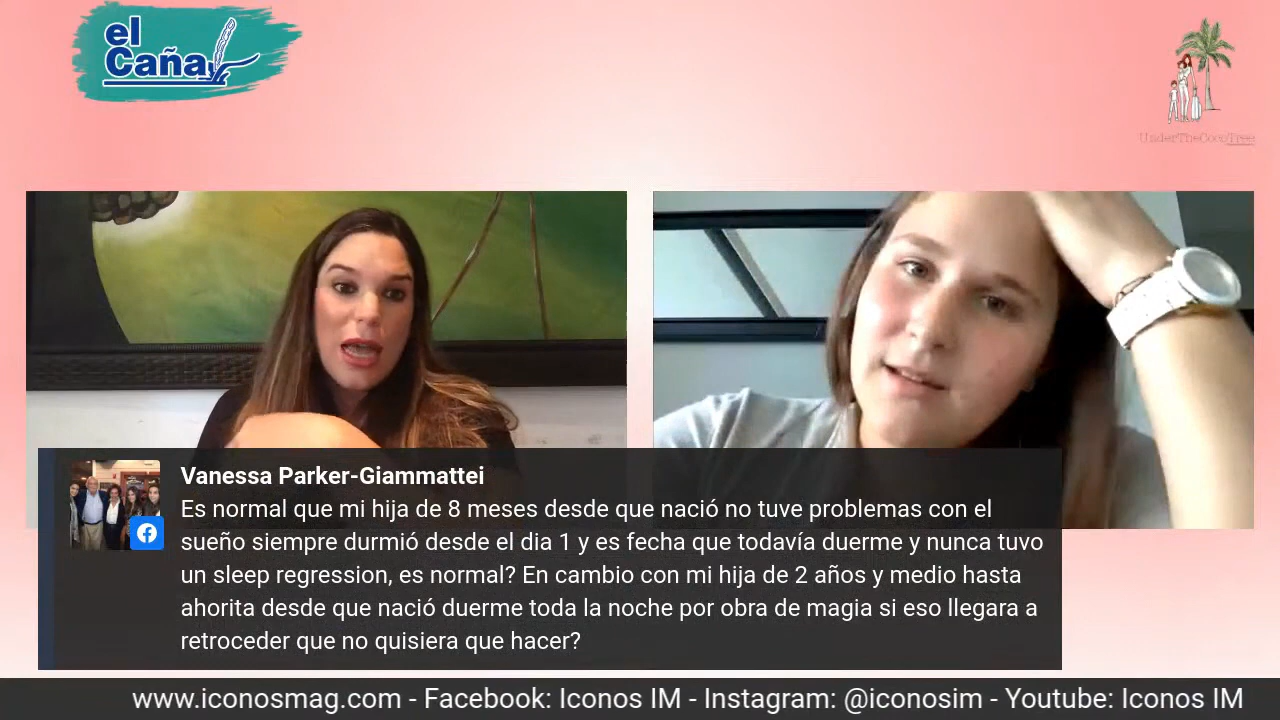 el
Caña
UnderTheCocoTree
Vanessa Parker-Giammattei
Es normal que mi hija de 8 meses desde que nació no tuve problemas con el
sueño siempre durmió desde el dia 1 y es fecha que todavía duerme y nunca tuvo
un sleep regression, es normal? En cambio con mi hija de 2 años y medio hasta
ahorita desde que nació duerme toda la noche por obra de magia si eso llegara a
retroceder que no quisiera que hacer?
www.iconosmag.com - Facebook: Iconos IM - Instagram: @iconosim - Youtube: Iconos IM